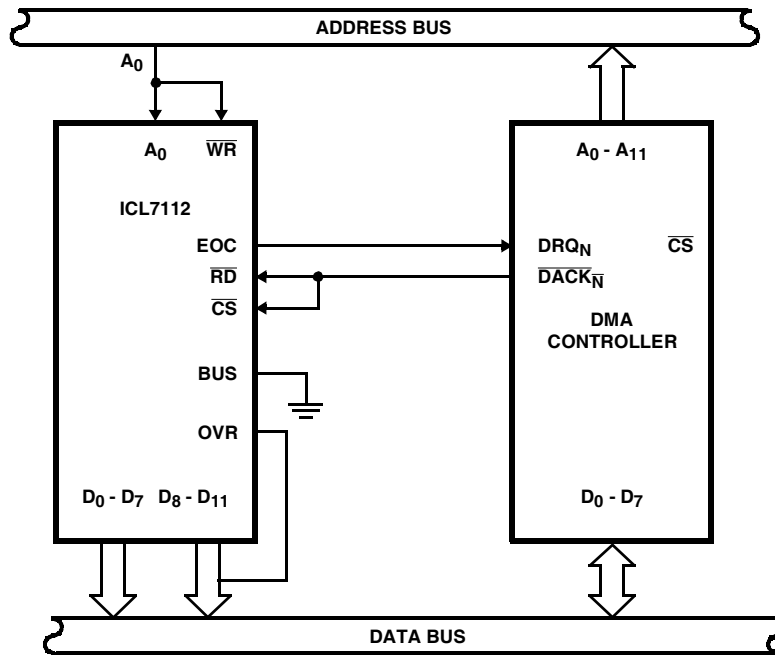 ADDRESS BUS
A0
A0 WR
A0 - A11
ICL7112
EOC
DRQN CS
RD
DACKN
CS
DMA
CONTROLLER
BUS
OVR
D0 - D7 D8 - D11
D0 - D7
DATA BUS